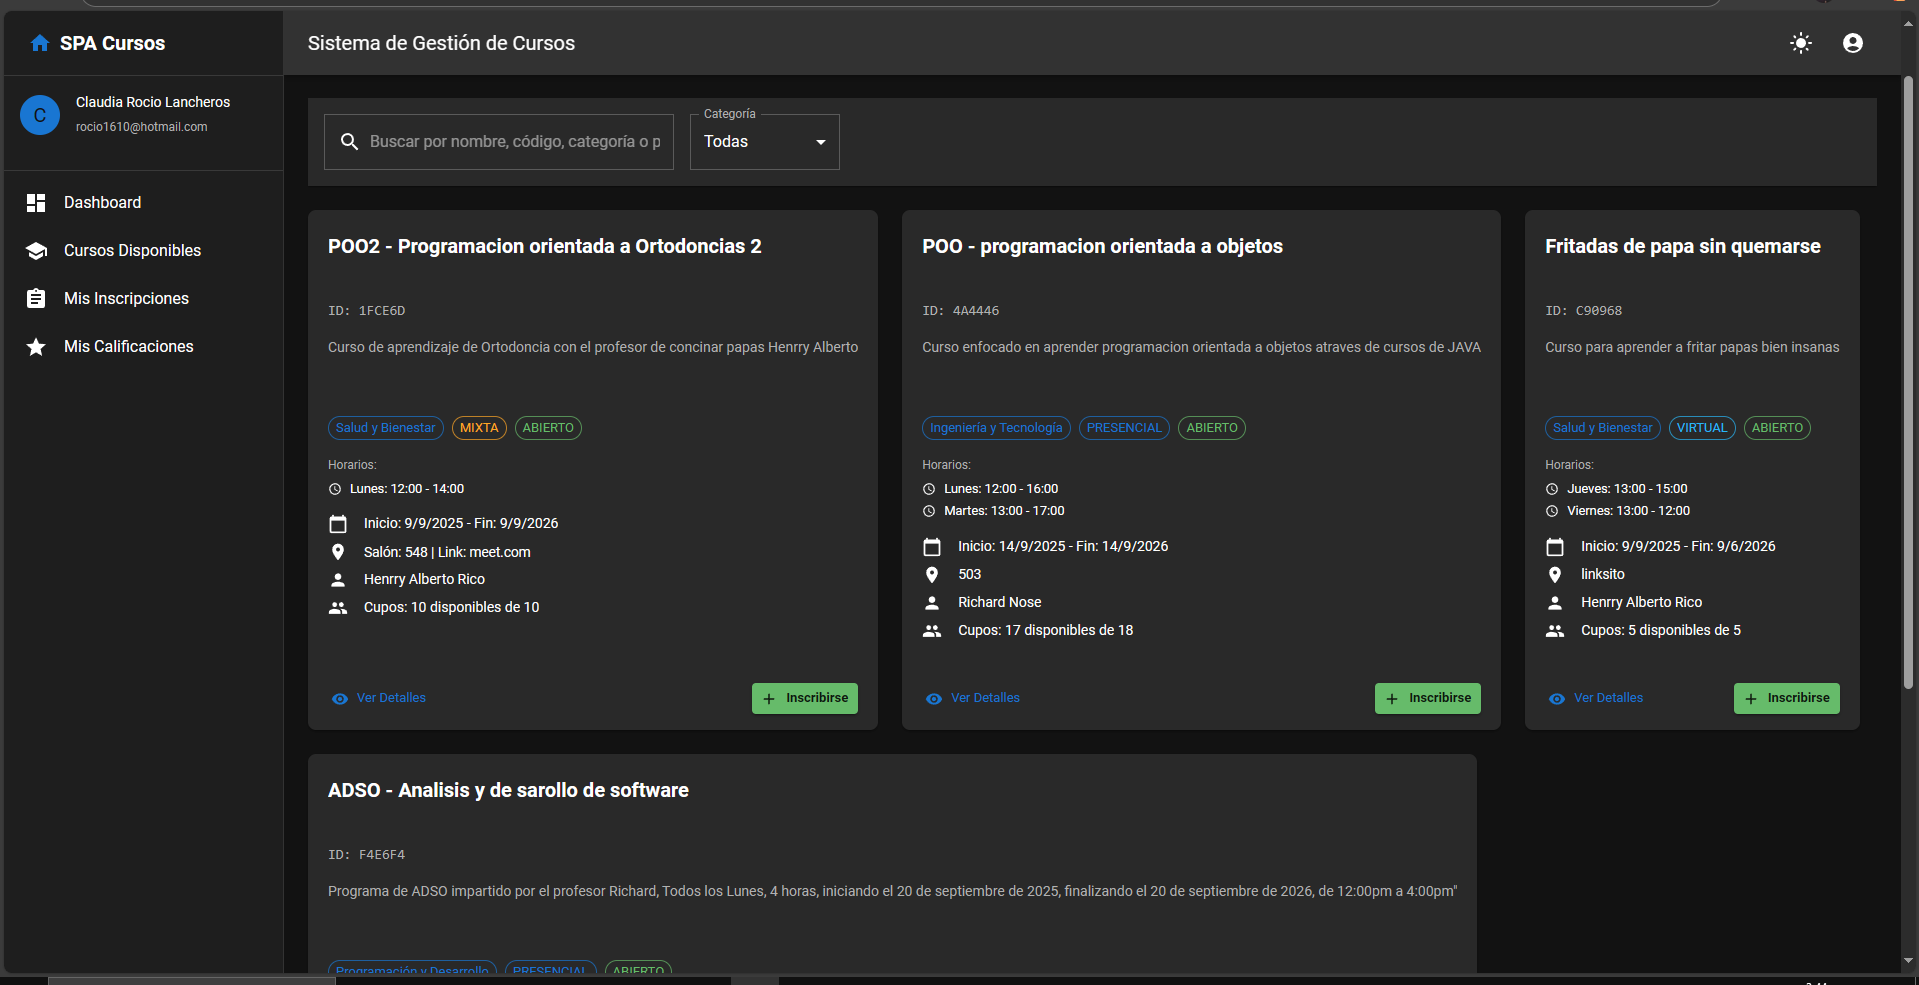 SPA Cursos
Sistema de Gestión de Cursos
C
Claudia Rocio Lancheros
rocio1610@hotmail.com
Dashboard
Cursos Disponibles
Mis Inscripciones
Mis Calificaciones
Buscar por nombre, código, categoría o p
Categoría
Todas
POO2 - Programacion orientada a Ortodoncias 2
ID: 1FCE6D
Curso de aprendizaje de Ortodoncia con el profesor de concinar papas Henrry Alberto
Salud y Bienestar MIXTA ABIERTO
Horarios:
Lunes: 12:00 - 14:00
Inicio: 9/9/2025 - Fin: 9/9/2026
Salón: 548 | Link: meet.com
Henrry Alberto Rico
Cupos: 10 disponibles de 10
Ver Detalles
Inscribirse
POO - programacion orientada a objetos
ID: 4A4446
Curso enfocado en aprender programacion orientada a objetos atraves de cursos de JAVA
Ingeniería y Tecnología PRESENCIAL ABIERTO
Horarios:
Lunes: 12:00 - 16:00
Martes: 13:00 - 17:00
Inicio: 14/9/2025 - Fin: 14/9/2026
503
Richard Nose
Cupos: 17 disponibles de 18
Ver Detalles
Inscribirse
Fritadas de papa sin quemarse
ID: C90968
Curso para aprender a fritar papas bien insanas
Salud y Bienestar VIRTUAL ABIERTO
Horarios:
Jueves: 13:00 - 15:00
Viernes: 13:00 - 12:00
Inicio: 9/9/2025 - Fin: 9/6/2026
linksito
Henrry Alberto Rico
Cupos: 5 disponibles de 5
Ver Detalles
Inscribirse
ADSO - Analisis y de sarollo de software
ID: F4E6F4
Programa de ADSO impartido por el profesor Richard, Todos los Lunes, 4 horas, iniciando el 20 de septiembre de 2025, finalizando el 20 de septiembre de 2026, de 12:00pm a 4:00pm"
Programación y Desarrollo PRESENCIAL ABIERTO